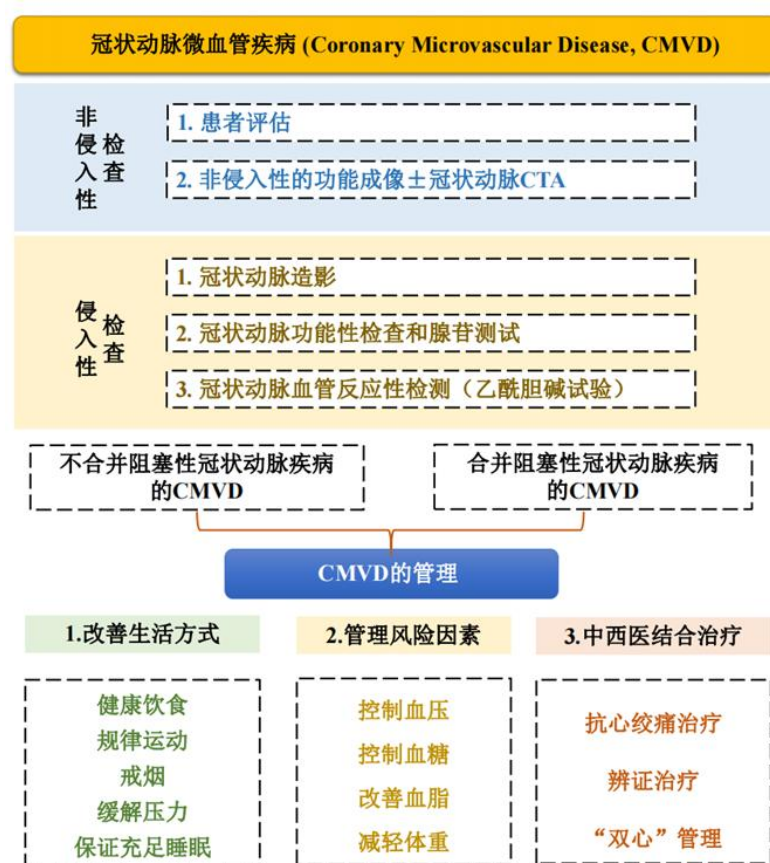 冠状动脉微血管疾病 (Coronary Microvascular Disease, CMVD)
非侵入性检查
1. 患者评估
2. 非侵入性的功能成像±冠状动脉CTA
侵入性检查
1. 冠状动脉造影
2. 冠状动脉功能性检查和腺苷测试
3. 冠状动脉血管反应性检测（乙酰胆碱试验）
不合并阻塞性冠状动脉疾病
的CMVD
合并阻塞性冠状动脉疾病
的CMVD
CMVD的管理
1.改善生活方式
健康饮食
规律运动
戒烟
缓解压力
保证充足睡眠
2.管理风险因素
控制血压
控制血糖
改善血脂
减轻体重
3.中西医结合治疗
抗心绞痛治疗
辨证治疗
“双心”管理